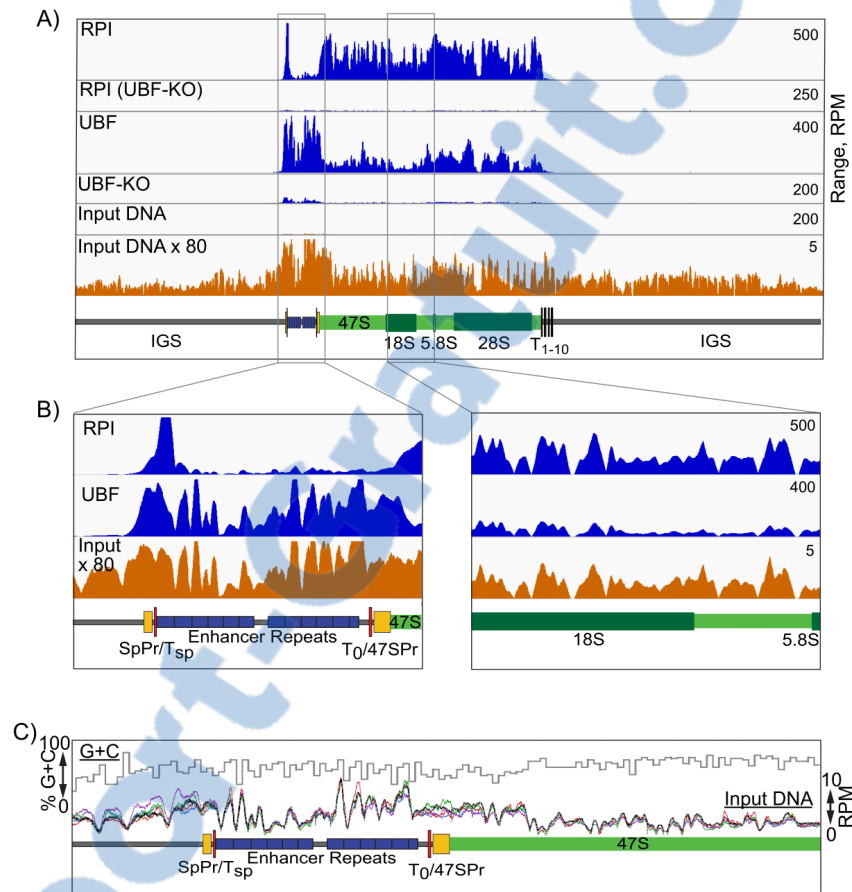 A)
RPI
500
RPI (UBF-KO)
250
UBF
400
UBF-KO
200
Input DNA
200
Input DNA x 80
5
Range, RPM
IGS
47S
18S
5.8S
28S
T1-10
IGS
B)
RPI
UBF
Input
x 80
47S
Enhancer Repeats
SpPr/Tsp
T0/47SPr
500
400
5
18S
5.8S
C)
100
G+C
% G+C
0
Input DNA
10
RPM
0
47S
SpPr/Tsp
Enhancer Repeats
T0/47SPr